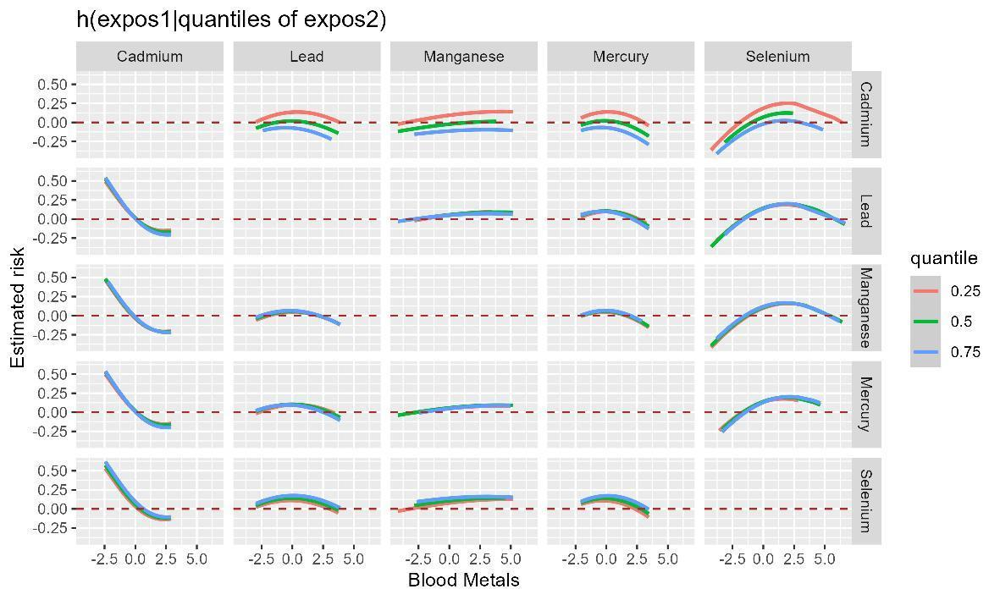 h(expos1|quantiles of expos2)
Cadmium Lead Manganese Mercury Selenium
0.50
0.25
0.00
-0.25
Cadmium
0.50
0.25
0.00
-0.25
Lead
0.50
0.25
0.00
-0.25
Manganese
0.50
0.25
0.00
-0.25
Mercury
0.50
0.25
0.00
-0.25
Selenium
-2.5 0.0 2.5 5.0 -2.5 0.0 2.5 5.0 -2.5 0.0 2.5 5.0 -2.5 0.0 2.5 5.0 -2.5 0.0 2.5 5.0
Blood Metals
Estimated risk
quantile
0.25
0.5
0.75